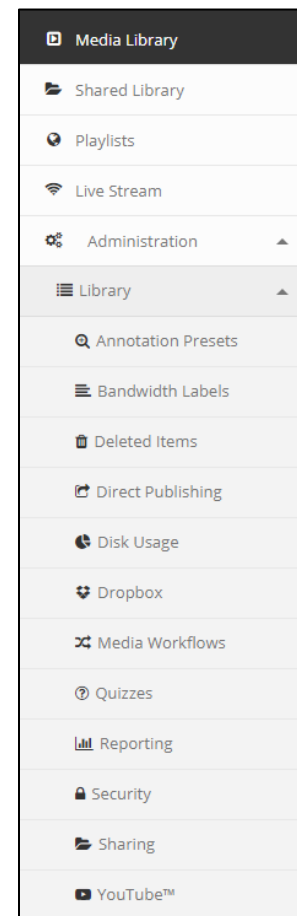 Media Library
Shared Library
Playlists
Live Stream
Administration
Library
Annotation Presets
Bandwidth Labels
Deleted Items
Direct Publishing
Disk Usage
Dropbox
Media Workflows
Quizzes
Reporting
Security
Sharing
YouTube™